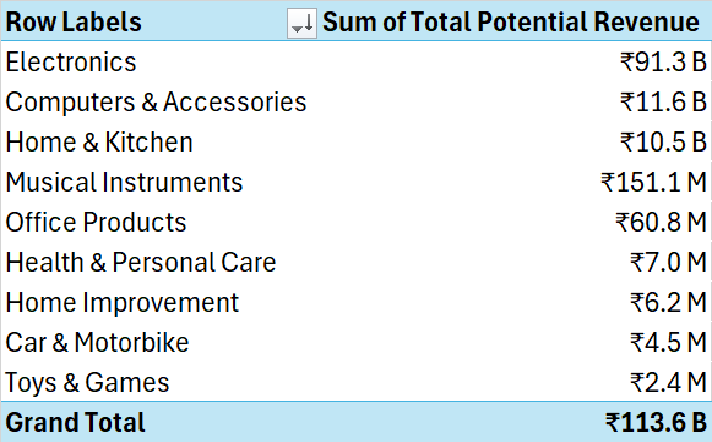 Row Labels Sum of Total Potential Revenue
Electronics ₹91.3 B
Computers & Accessories ₹11.6 B
Home & Kitchen ₹10.5 B
Musical Instruments ₹151.1 M
Office Products ₹60.8 M
Health & Personal Care ₹7.0 M
Home Improvement ₹6.2 M
Car & Motorbike ₹4.5 M
Toys & Games ₹2.4 M
Grand Total ₹113.6 B